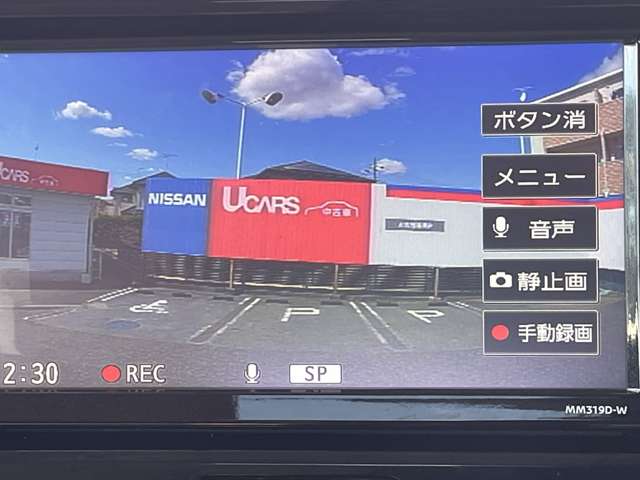 ボタン消
メニュー
UCARS
NISSAN
UCARS
中古車
音声
静止画
P
P
手動録画
2:30
REC
SP
MM319D-W